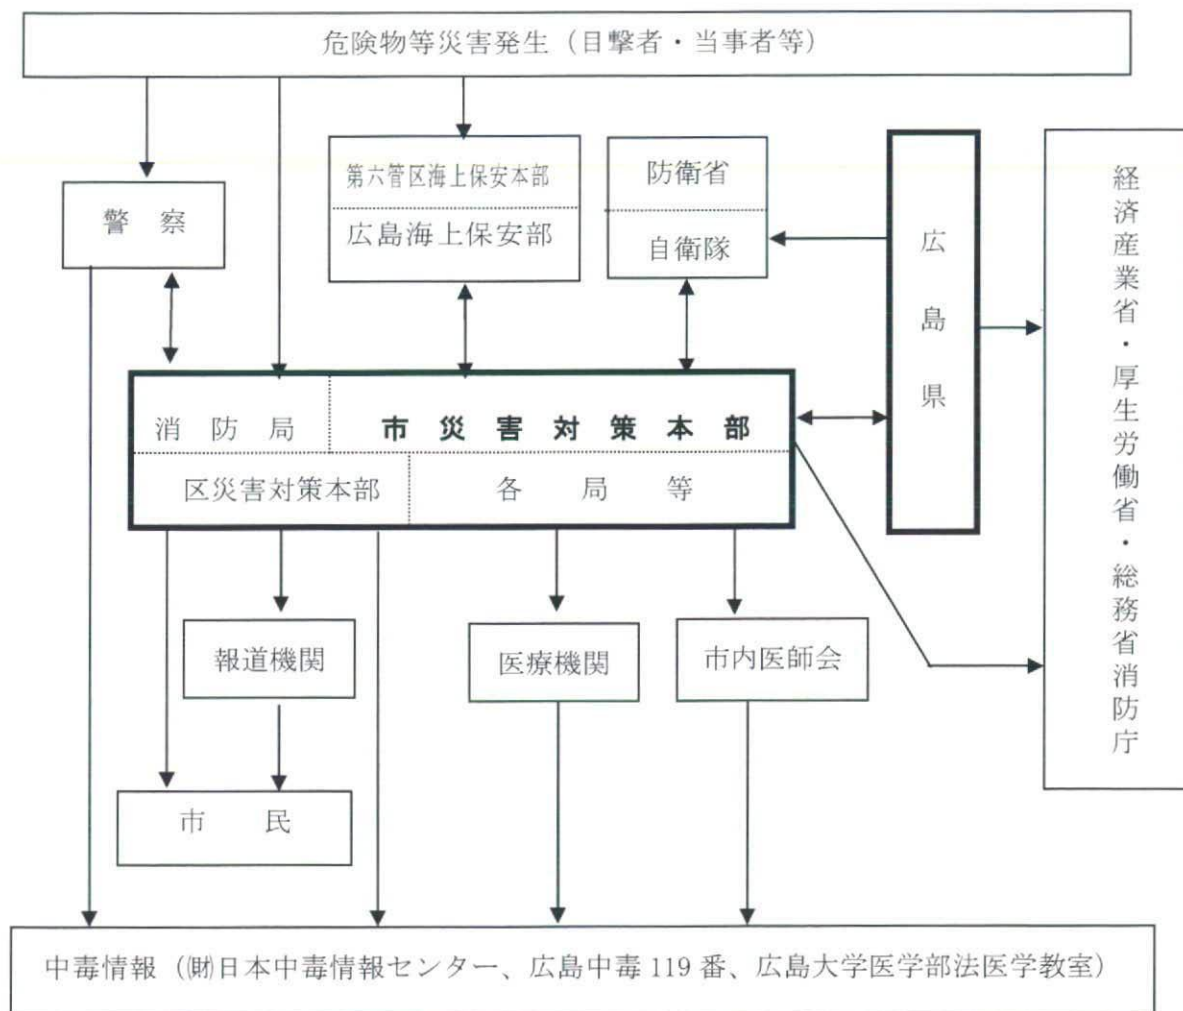 危険物等災害発生（目撃者・当事者等）
警　察
第六管区海上保安本部
広島海上保安部
防衛省
自衛隊
広島県
経済産業省・厚生労働省・総務省消防庁
消　防　局
市 災 害 対 策 本 部
区災害対策本部
各　局　等
報道機関
医療機関
市内医師会
市　民
中毒情報（㈶日本中毒情報センター、広島中毒 119 番、広島大学医学部法医学教室）